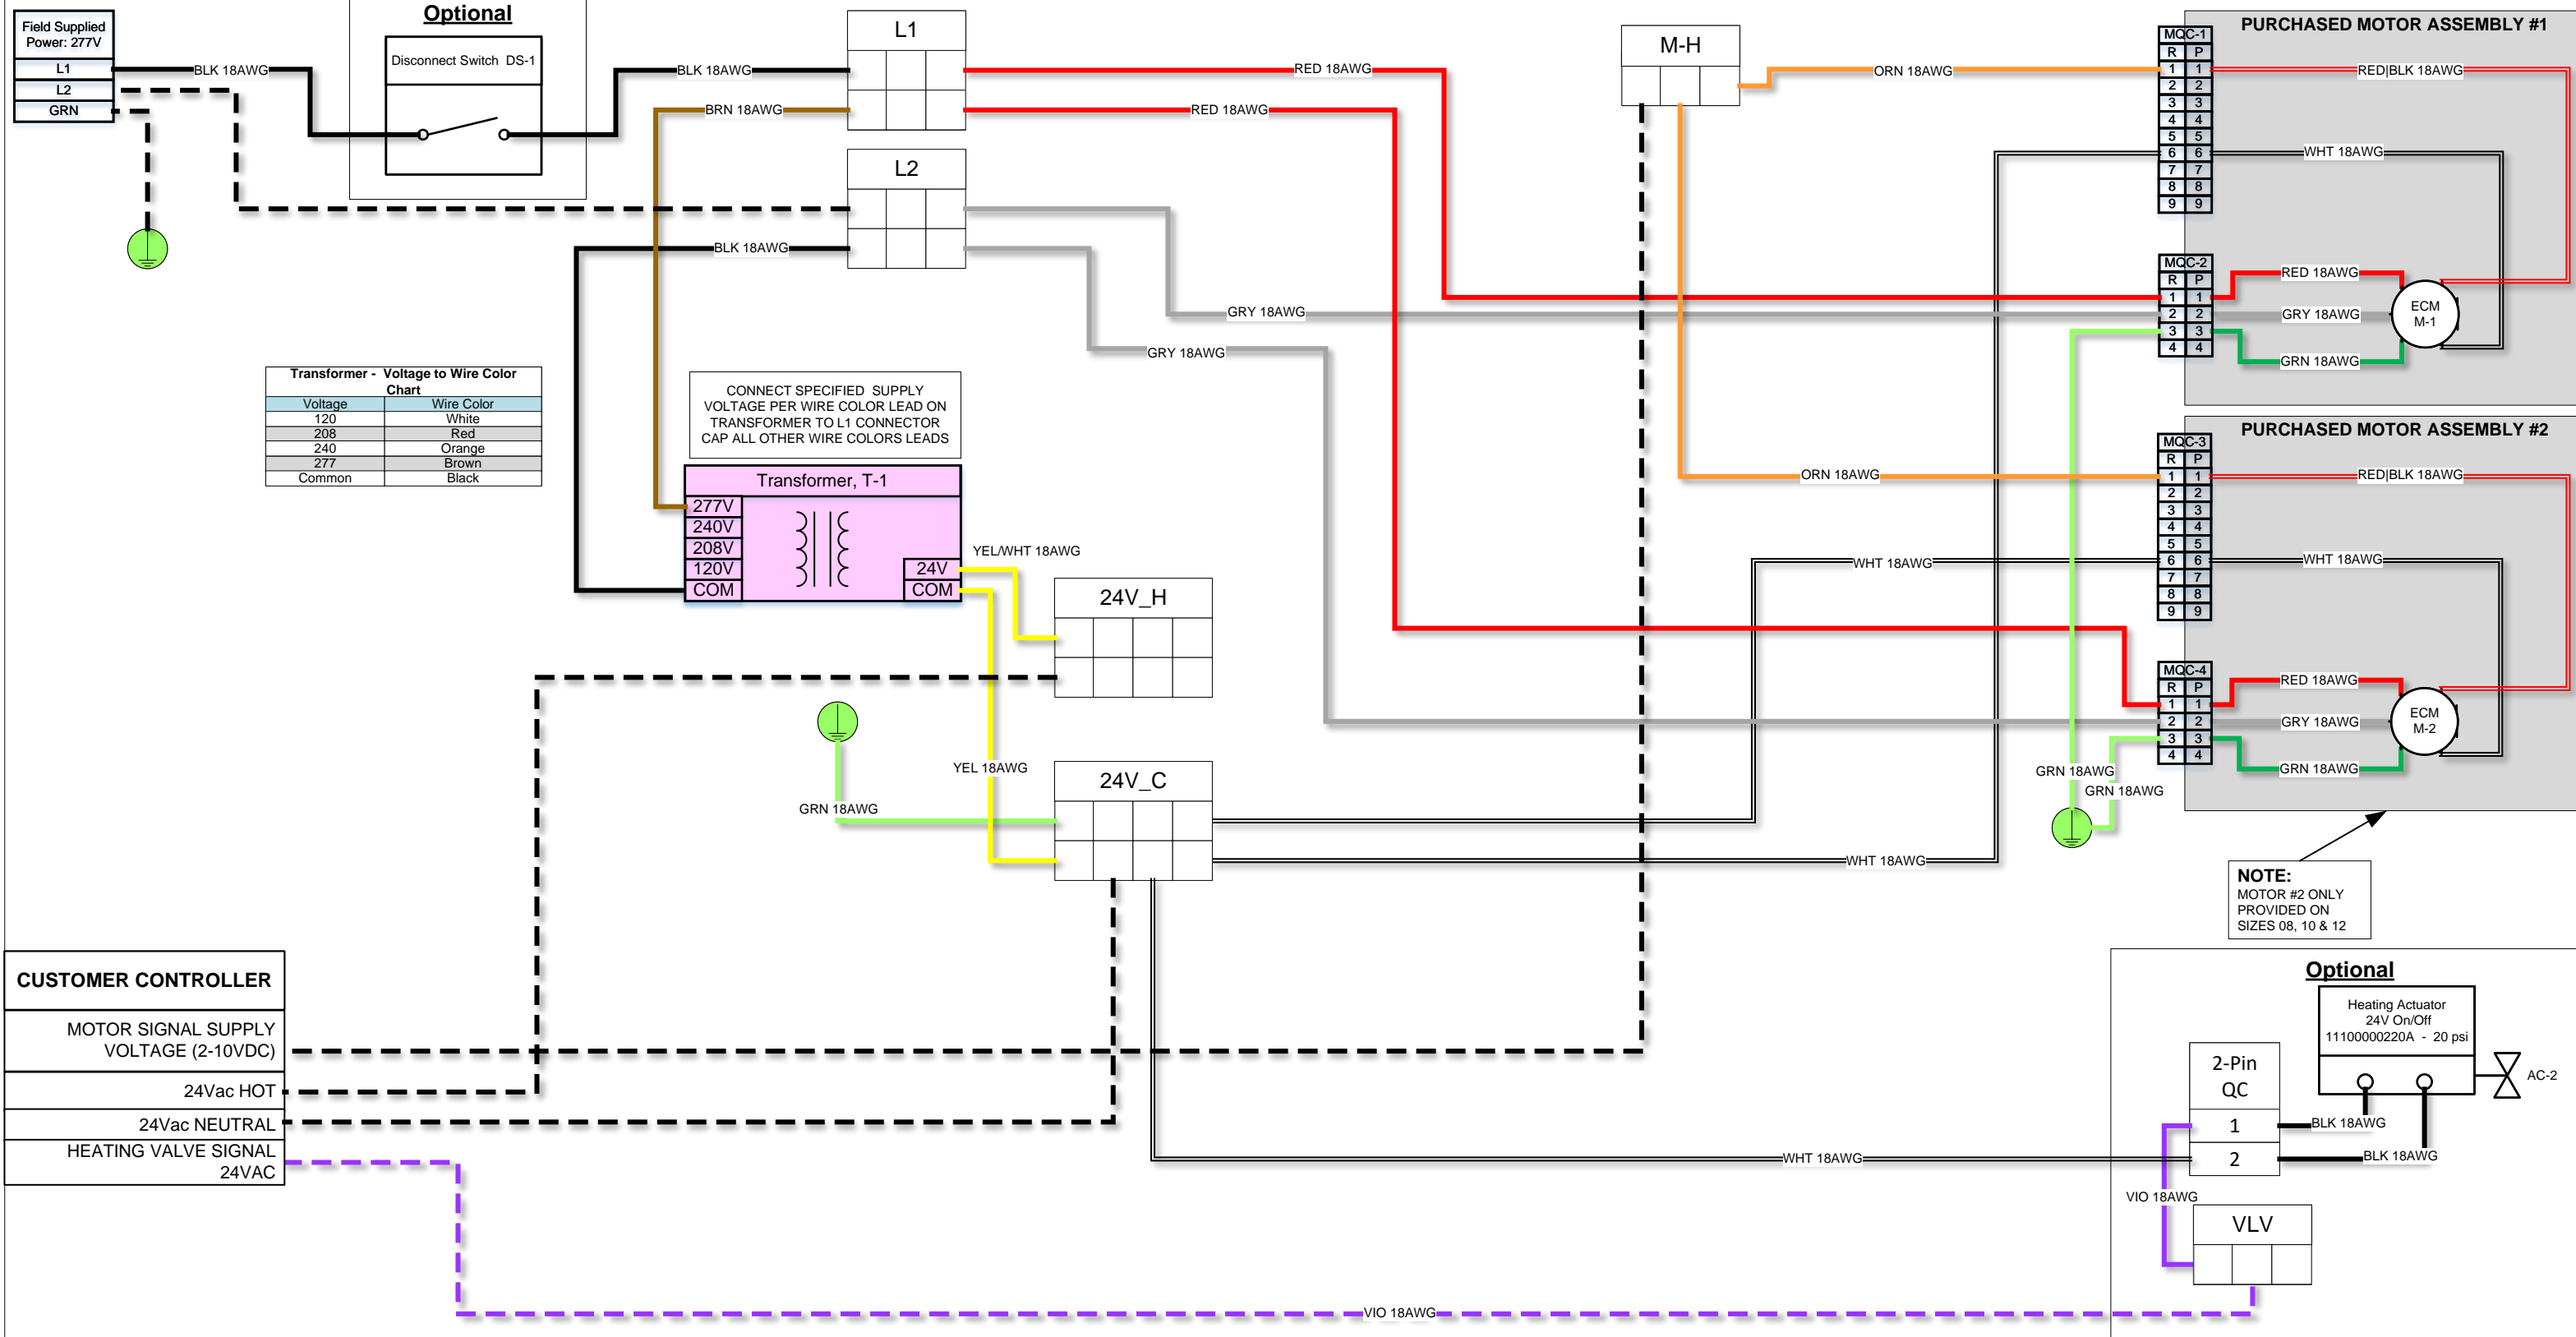 Field Supplied
Power: 277V
L1
L2
GRN
BLK 18AWG
Optional
Disconnect Switch DS-1
BLK 18AWG
BRN 18AWG
L1
RED 18AWG
RED 18AWG
L2
BLK 18AWG
GRY 18AWG
GRY 18AWG
M-H
ORN 18AWG
ORN 18AWG
PURCHASED MOTOR ASSEMBLY #1
MQC-1
R P
1 1
2 2
3 3
4 4
5 5
6 6
7 7
8 8
9 9
RED|BLK 18AWG
WHT 18AWG
MQC-2
R P
1 1
2 2
3 3
4 4
RED 18AWG
GRY 18AWG
GRN 18AWG
ECM
M-1
Transformer - Voltage to Wire Color
Chart
Voltage Wire Color
120 White
208 Red
240 Orange
277 Brown
Common Black
CONNECT SPECIFIED SUPPLY
VOLTAGE PER WIRE COLOR LEAD ON
TRANSFORMER TO L1 CONNECTOR
CAP ALL OTHER WIRE COLORS LEADS
Transformer, T-1
277V
240V
208V
120V
COM
24V
COM
YEL/WHT 18AWG
24V_H
YEL 18AWG
GRN 18AWG
24V_C
WHT 18AWG
WHT 18AWG
PURCHASED MOTOR ASSEMBLY #2
MQC-3
R P
1 1
2 2
3 3
4 4
5 5
6 6
7 7
8 8
9 9
RED|BLK 18AWG
WHT 18AWG
MQC-4
R P
1 1
2 2
3 3
4 4
RED 18AWG
GRY 18AWG
GRN 18AWG
ECM
M-2
GRN 18AWG
GRN 18AWG
NOTE:
MOTOR #2 ONLY
PROVIDED ON
SIZES 08, 10 & 12
CUSTOMER CONTROLLER
MOTOR SIGNAL SUPPLY
VOLTAGE (2-10VDC)
24Vac HOT
24Vac NEUTRAL
HEATING VALVE SIGNAL
24VAC
Optional
Heating Actuator
24V On/Off
11100000220A - 20 psi
AC-2
2-Pin
QC
1
2
BLK 18AWG
BLK 18AWG
WHT 18AWG
VIO 18AWG
VLV
VIO 18AWG